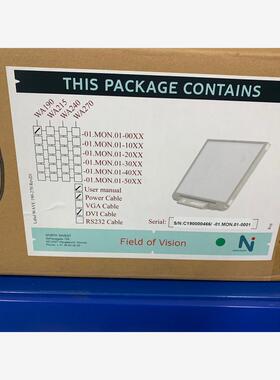 THIS PACKAGE CONTAINS
WA190
WA215
WA240
WA270
-01.MON.01-00XX
-01.MON.01-10XX
-01.MON.01-20XX
-01.MON.01-30XX
-01.MON.01-40XX
-01.MON.01-50XX
User manual
Power Cable
VGA Cable
DVI Cable
RS232 Cable
Serial:
S/N:C190000466/ -01.MON.01-0001
Field of Vision